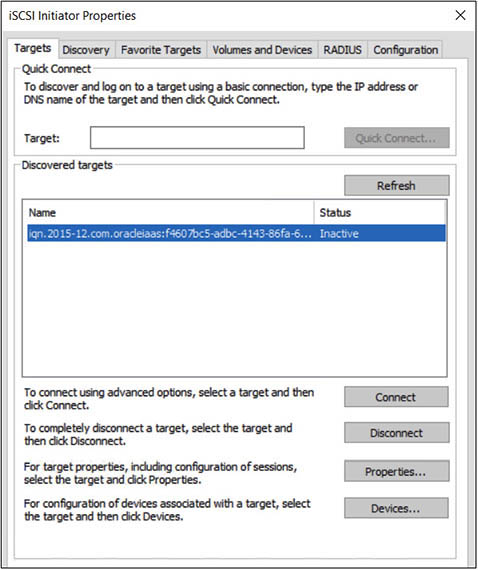 iSCSI Initiator Properties
Targets Discovery Favorite Targets Volumes and Devices RADIUS Configuration
Quick Connect
To discover and log on to a target using a basic connection, type the IP address or
DNS name of the target and then click Quick Connect.
Target: Quick Connect...
Discovered targets
Refresh
Name Status
iqn.2015-12.com.oracleiaas:f4607bc5-adbc-4143-86fa-6... Inactive
To connect using advanced options, select a target and then
click Connect.
Connect
To completely disconnect a target, select the target and
then click Disconnect.
Disconnect
For target properties, including configuration of sessions,
select the target and click Properties.
Properties...
For configuration of devices associated with a target, select
the target and then click Devices.
Devices...